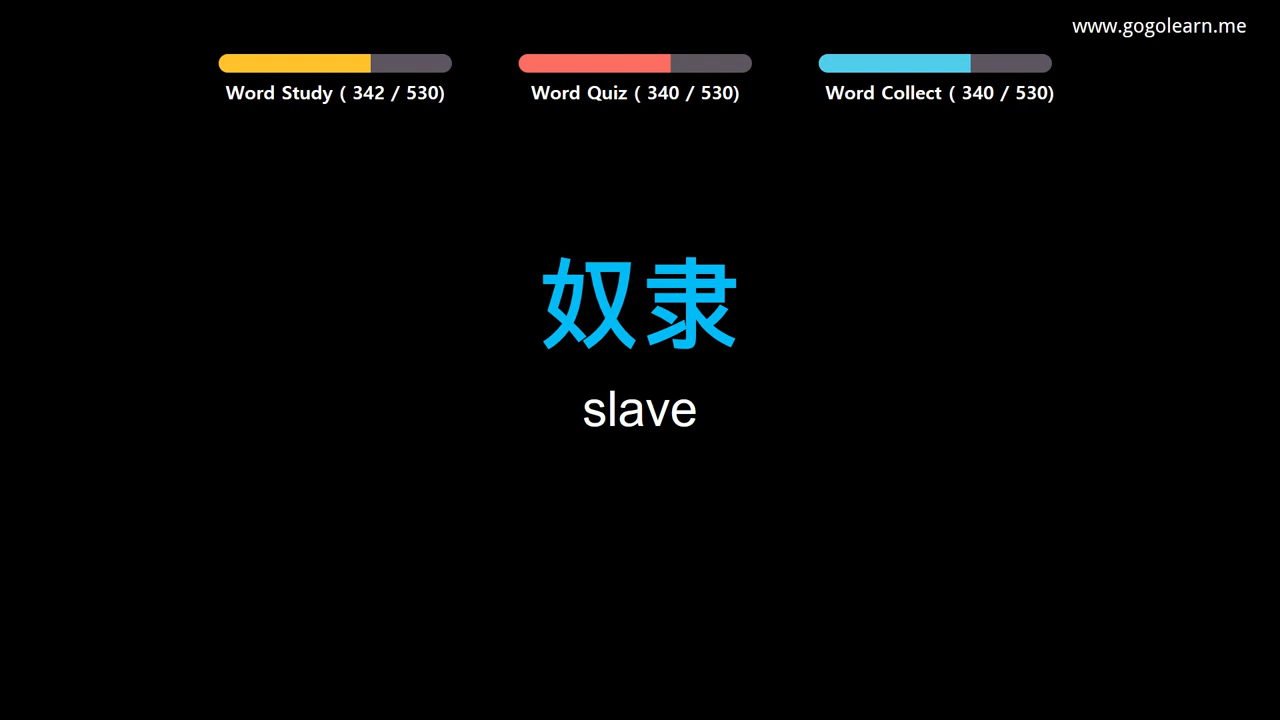 www.gogolearn.me
Word Study ( 342 / 530)
Word Quiz ( 340 / 530)
Word Collect ( 340 / 530)
奴隶
slave